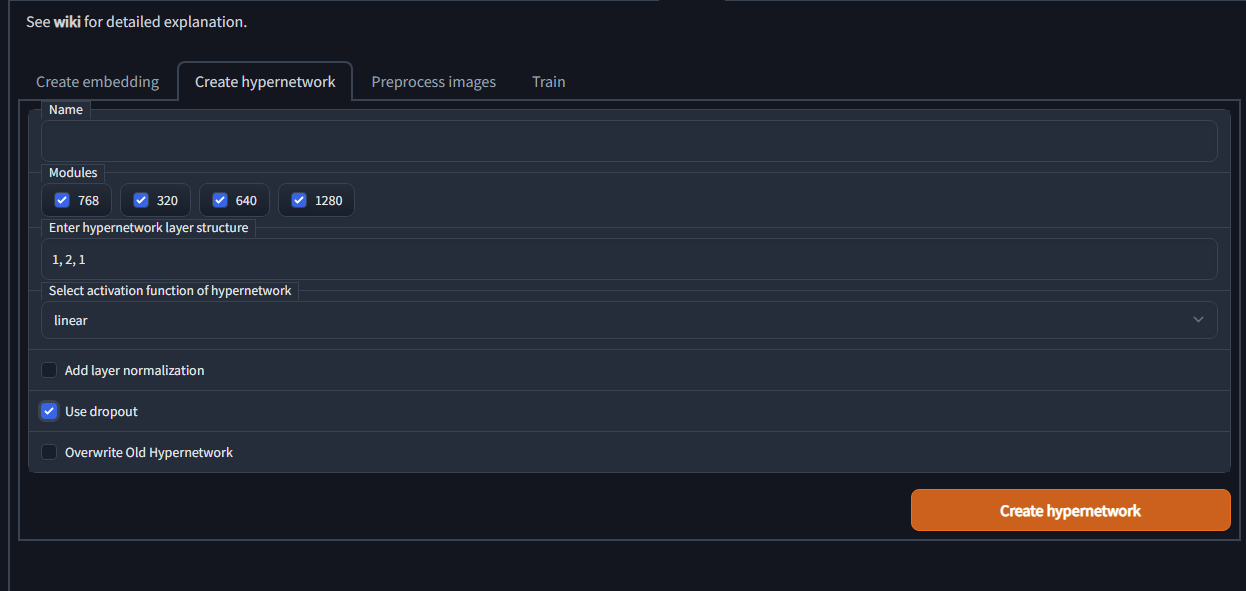 See wiki for detailed explanation.
Create embedding Create hypernetwork Preprocess images Train
Name
Modules
768 320 640 1280
Enter hypernetwork layer structure
1, 2, 1
Select activation function of hypernetwork
linear
Add layer normalization
Use dropout
Overwrite Old Hypernetwork
Create hypernetwork